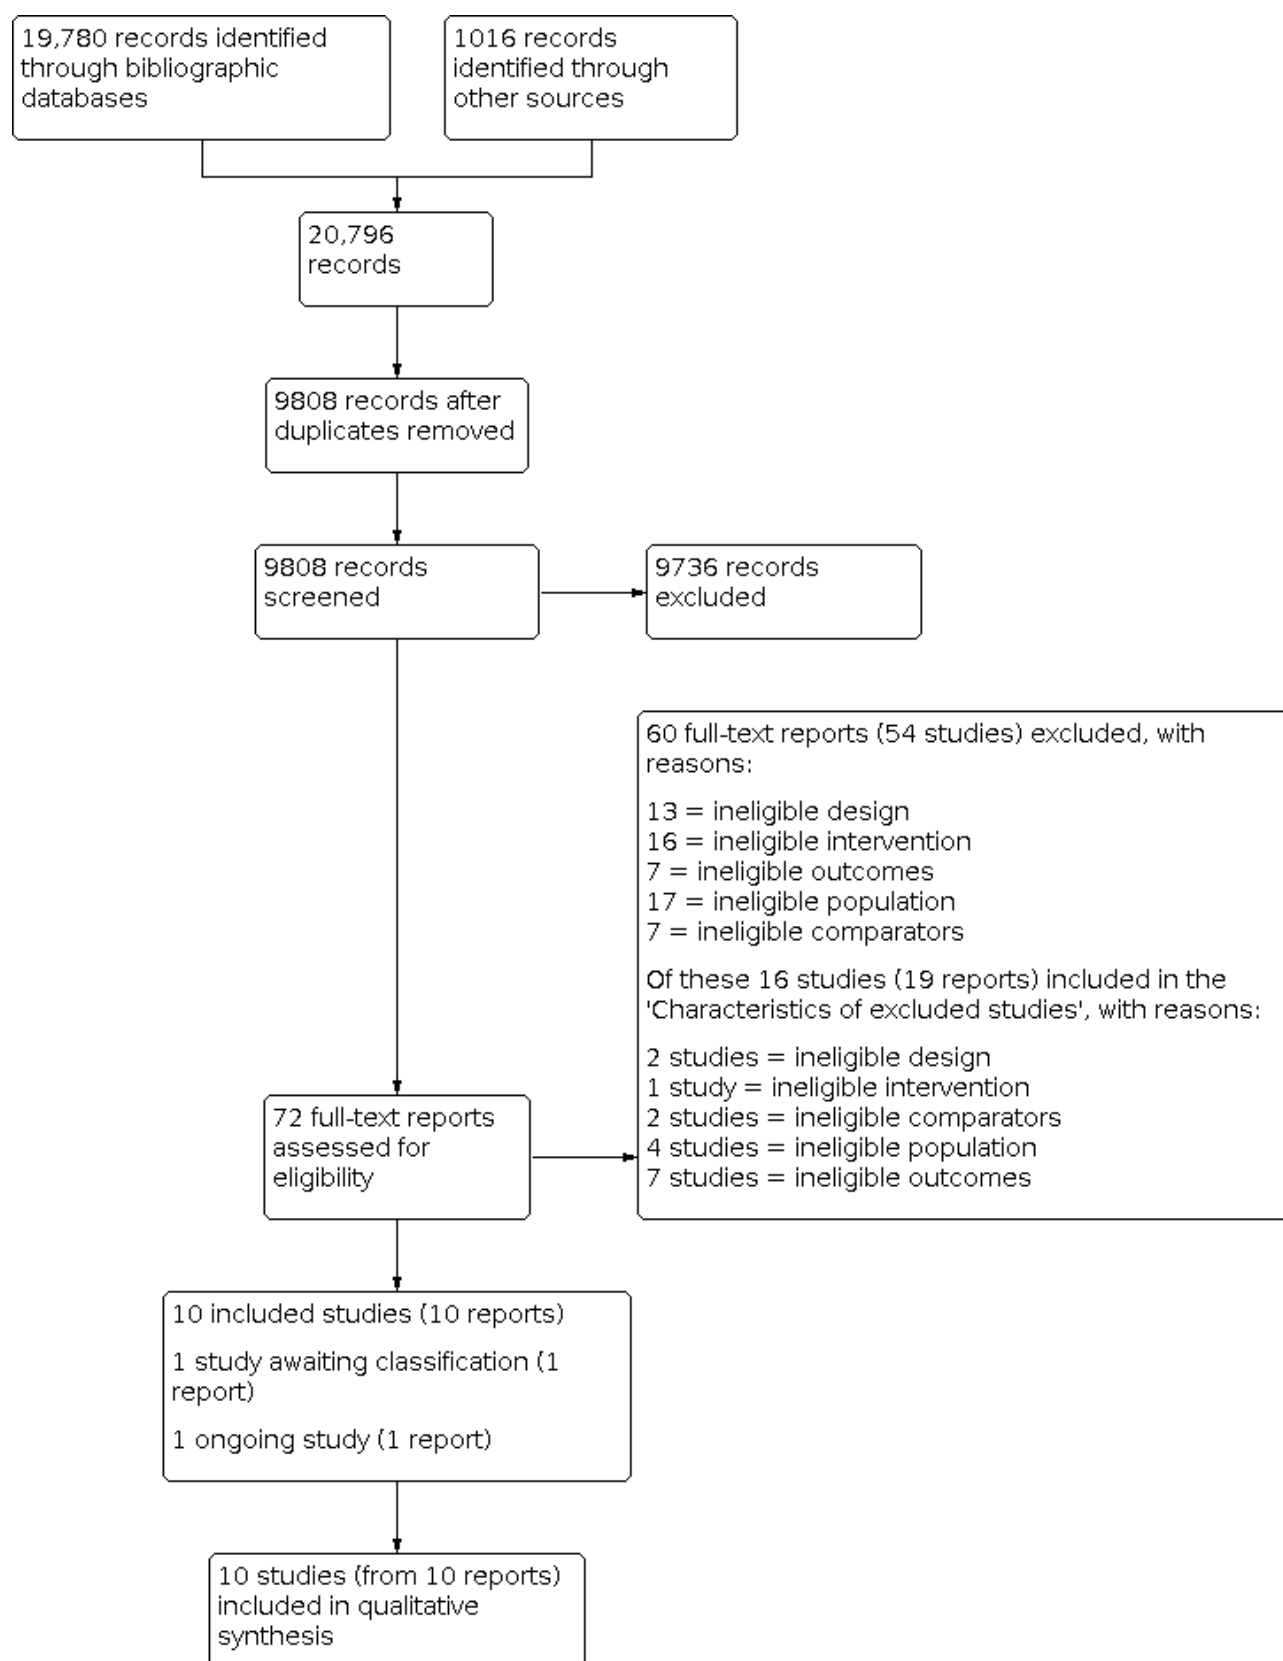 19,780 records identified
through bibliographic
databases
1016 records
identified through
other sources
20,796
records
9808 records after
duplicates removed
9808 records
screened
9736 records
excluded
60 full-text reports (54 studies) excluded, with
reasons:
13 = ineligible design
16 = ineligible intervention
7 = ineligible outcomes
17 = ineligible population
7 = ineligible comparators
Of these 16 studies (19 reports) included in the
'Characteristics of excluded studies', with reasons:
2 studies = ineligible design
1 study = ineligible intervention
2 studies = ineligible comparators
4 studies = ineligible population
7 studies = ineligible outcomes
72 full-text reports
assessed for
eligibility
10 included studies (10 reports)
1 study awaiting classification (1
report)
1 ongoing study (1 report)
10 studies (from 10 reports)
included in qualitative
synthesis